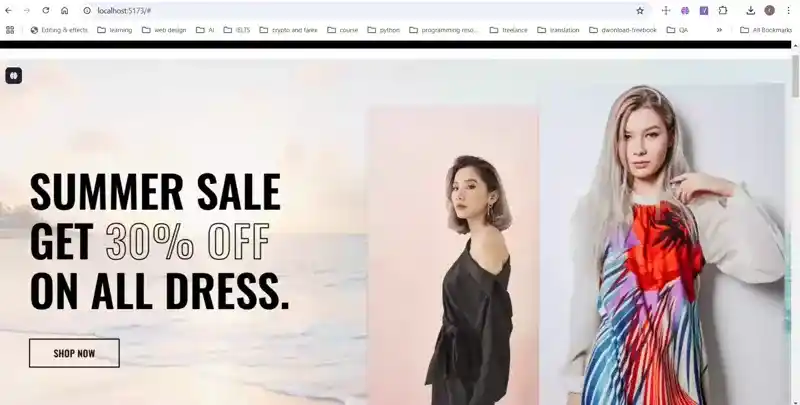 localhost:5173/#
Editing & effects learning web design AI IELTS crypto and farex course python programming reso... freelance translation dwonload-freebook QA » All Bookmarks
SUMMER SALE
GET 30% OFF
ON ALL DRESS.
SHOP NOW